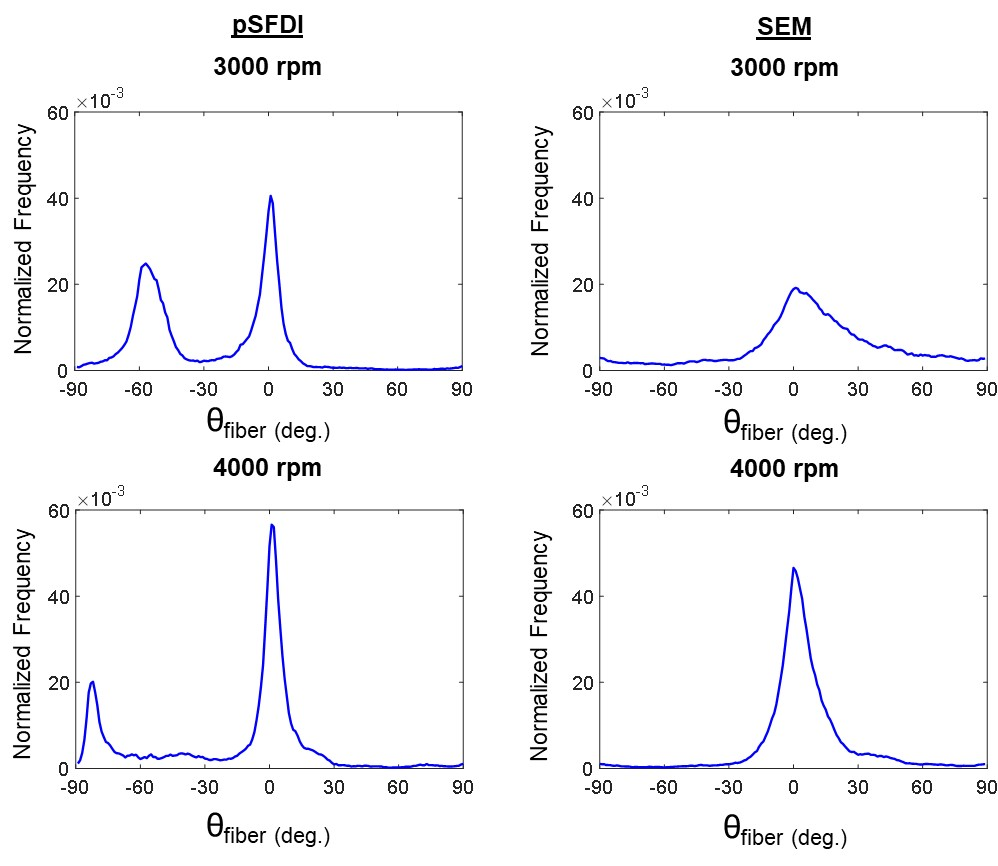 pSFDI
3000 rpm
×10⁻³
60
40
20
0
Normalized Frequency
-90 -60 -30 0 30 60 90
θfiber (deg.)
SEM
3000 rpm
×10⁻³
60
40
20
0
Normalized Frequency
-90 -60 -30 0 30 60 90
θfiber (deg.)
4000 rpm
×10⁻³
60
40
20
0
Normalized Frequency
-90 -60 -30 0 30 60 90
θfiber (deg.)
4000 rpm
×10⁻³
60
40
20
0
Normalized Frequency
-90 -60 -30 0 30 60 90
θfiber (deg.)